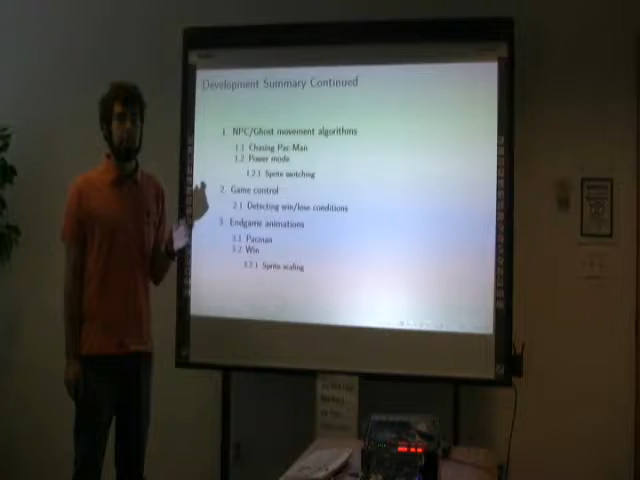 Development Summary Continued
1. NPC/Ghost movement algorithms
1.1 Chasing Pac-Man
1.2 Power mode
1.2.1 Sprite switching
2. Game control
2.1 Detecting win/lose conditions
3. Endgame animations
3.1 Pacman
3.2 Win
3.2.1 Sprite scaling